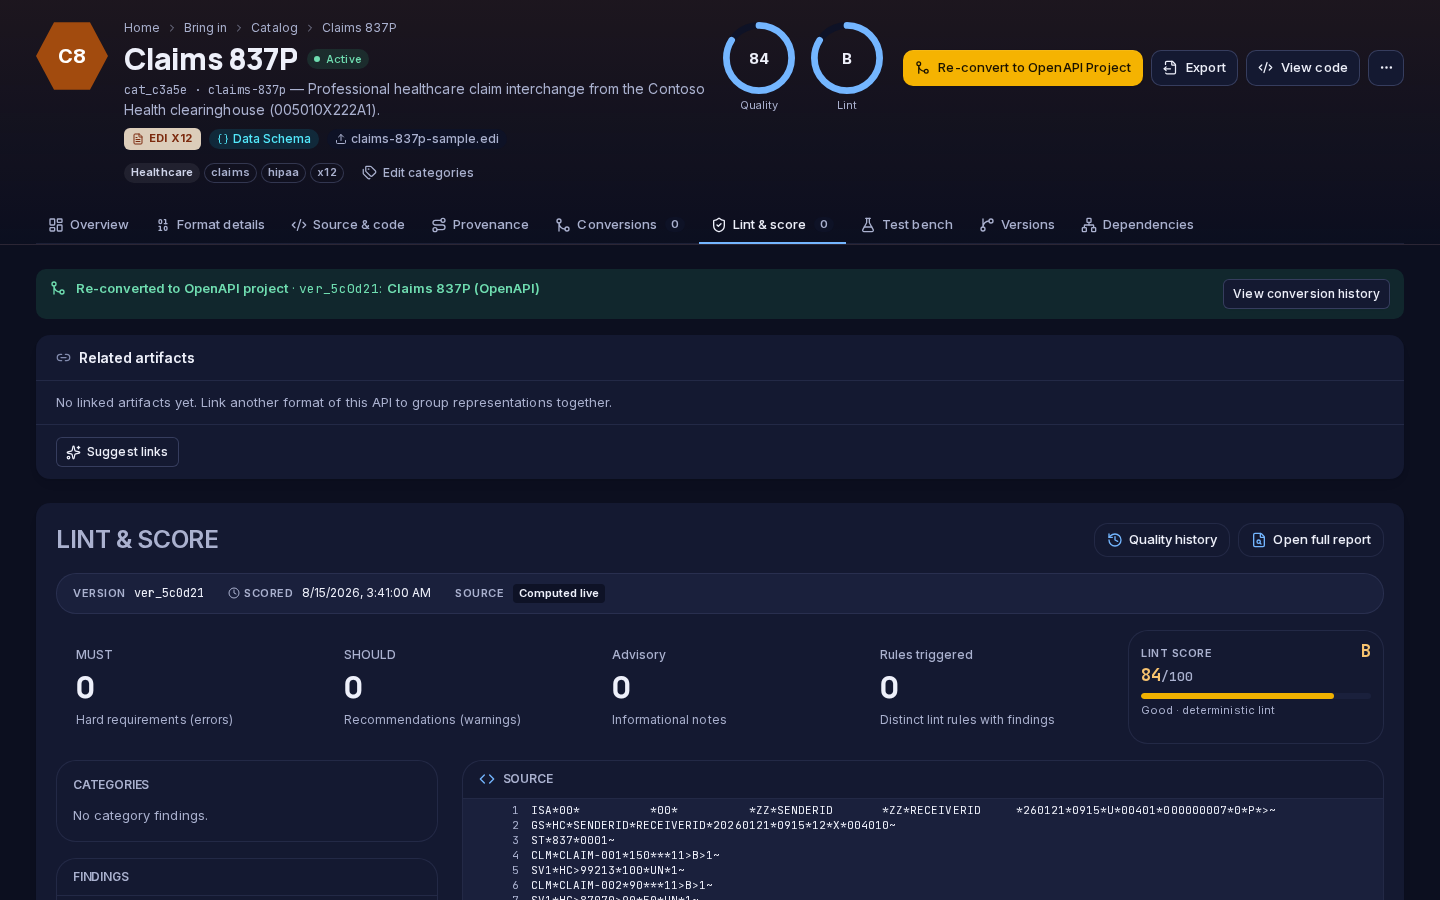 Home > Bring in > Catalog > Claims 837P
C8
Claims 837P
Active
cat_c3a5e · claims-837p — Professional healthcare claim interchange from the Contoso
Health clearinghouse (005010X222A1).
EDI X12
Data Schema
claims-837p-sample.edi
Healthcare
claims
hipaa
x12
Edit categories
84
Quality
B
Lint
Re-convert to OpenAPI Project
Export
View code
Overview
Format details
Source & code
Provenance
Conversions 0
Lint & score 0
Test bench
Versions
Dependencies
Re-converted to OpenAPI project · ver_5c0d21: Claims 837P (OpenAPI)
View conversion history
Related artifacts
No linked artifacts yet. Link another format of this API to group representations together.
Suggest links
LINT & SCORE
Quality history
Open full report
VERSION ver_5c0d21
SCORED 8/15/2026, 3:41:00 AM
SOURCE Computed live
MUST
0
Hard requirements (errors)
SHOULD
0
Recommendations (warnings)
Advisory
0
Informational notes
Rules triggered
0
Distinct lint rules with findings
LINT SCORE
B
84/100
Good · deterministic lint
CATEGORIES
No category findings.
FINDINGS
SOURCE
1 ISA*00*          *00*          *ZZ*SENDERID       *ZZ*RECEIVERID     *260121*0915*U*00401*000000007*0*P*>~
2 GS*HC*SENDERID*RECEIVERID*20260121*0915*12*X*004010~
3 ST*837*0001~
4 CLM*CLAIM-001*150***11>B>1~
5 SV1*HC>99213*100*UN*1~
6 CLM*CLAIM-002*90***11>B>1~
7 SV1*HC>87070>90*50*UN*1~